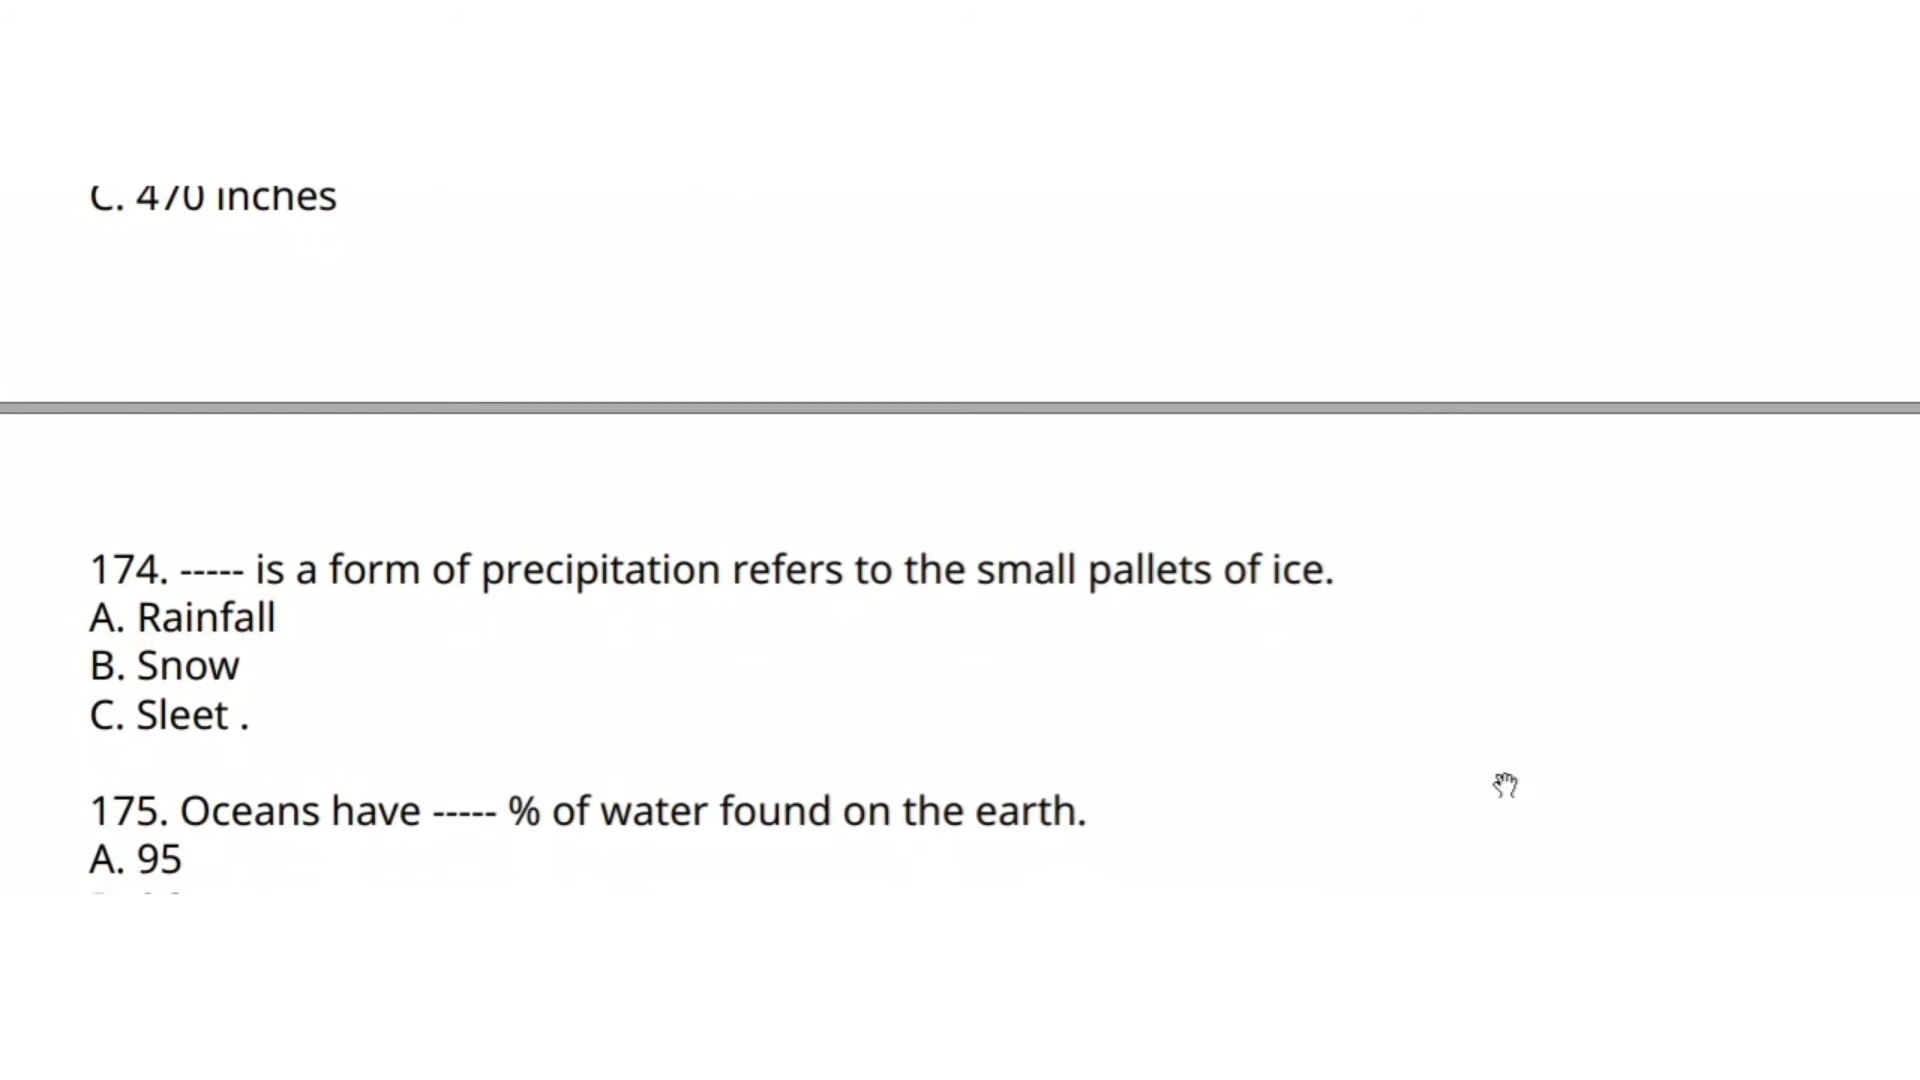 C. 470 inches
174. ----- is a form of precipitation refers to the small pallets of ice.
A. Rainfall
B. Snow
C. Sleet .
175. Oceans have ----- % of water found on the earth.
A. 95